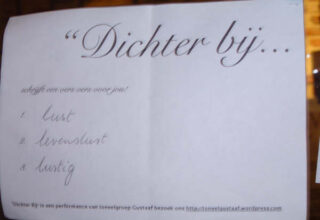 “Dichter bij...
schrijft een vers vers voor jou!
1. lust
2. levenslust
3. lustig
'Dichter Bij' is een performance van toneelgroep Gustaaf bezoek ons http://toneelgustaaf.wordpress.com